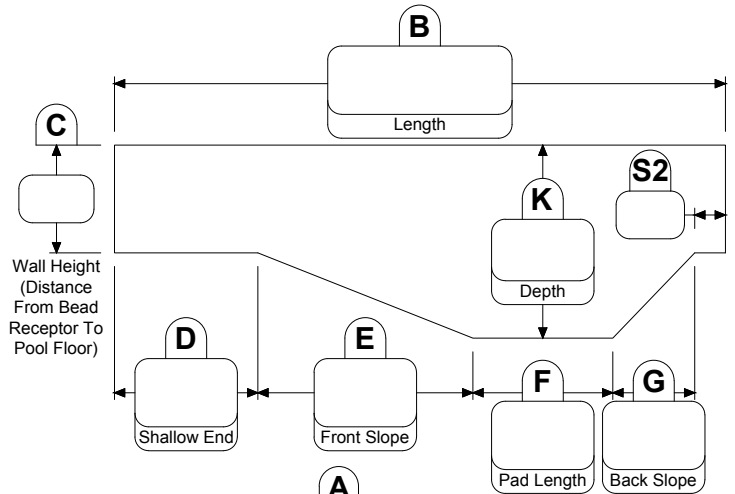 B
Length
C
S2
K
Depth
Wall Height
(Distance
From Bead
Receptor To
Pool Floor)
D
Shallow End
E
Front Slope
F
Pad Length
G
Back Slope
A